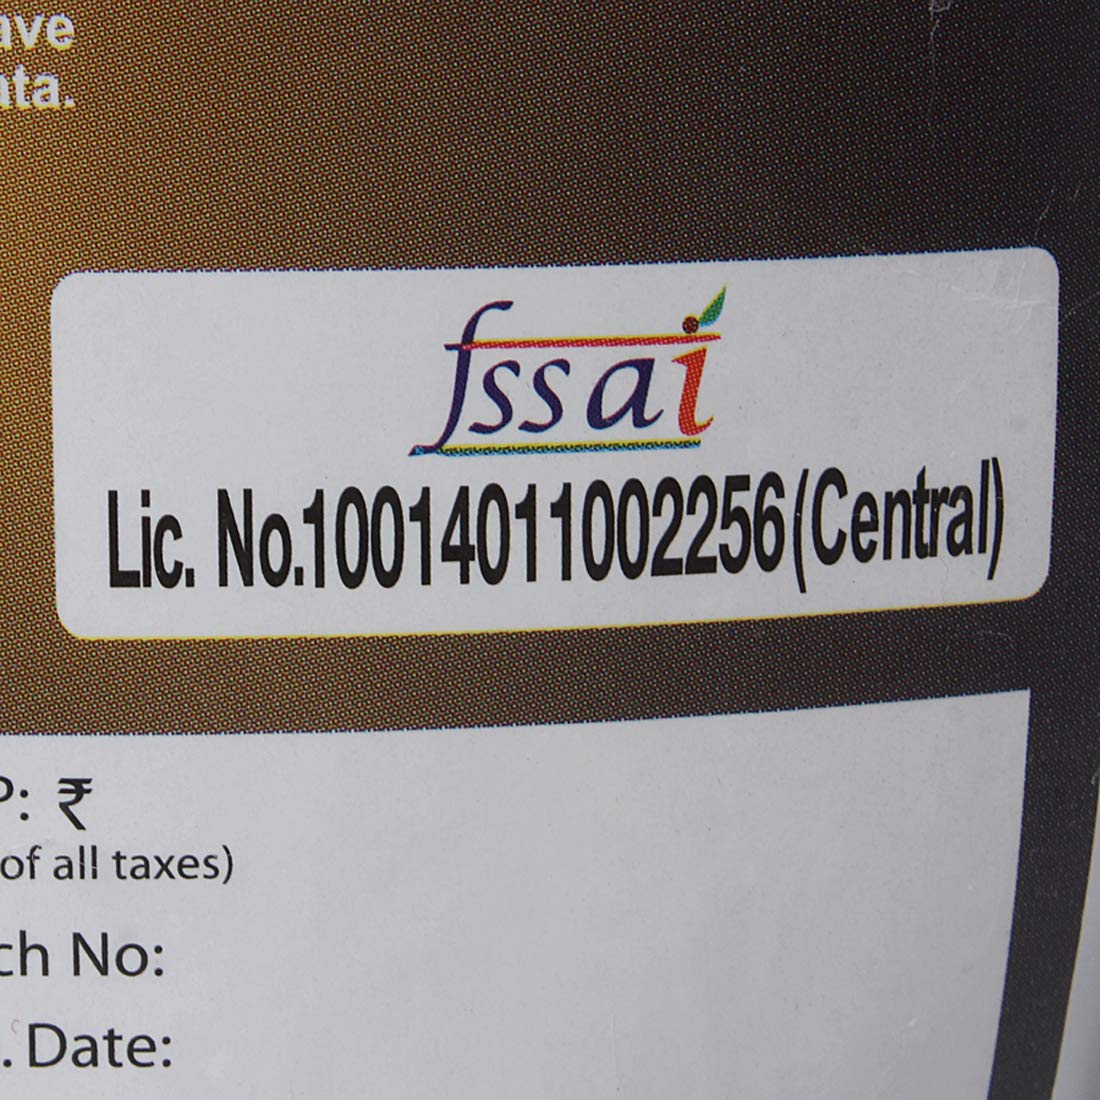 ave
ata.
fssai
Lic. No.10014011002256(Central)
P: ₹
of all taxes)
ch No:
. Date: